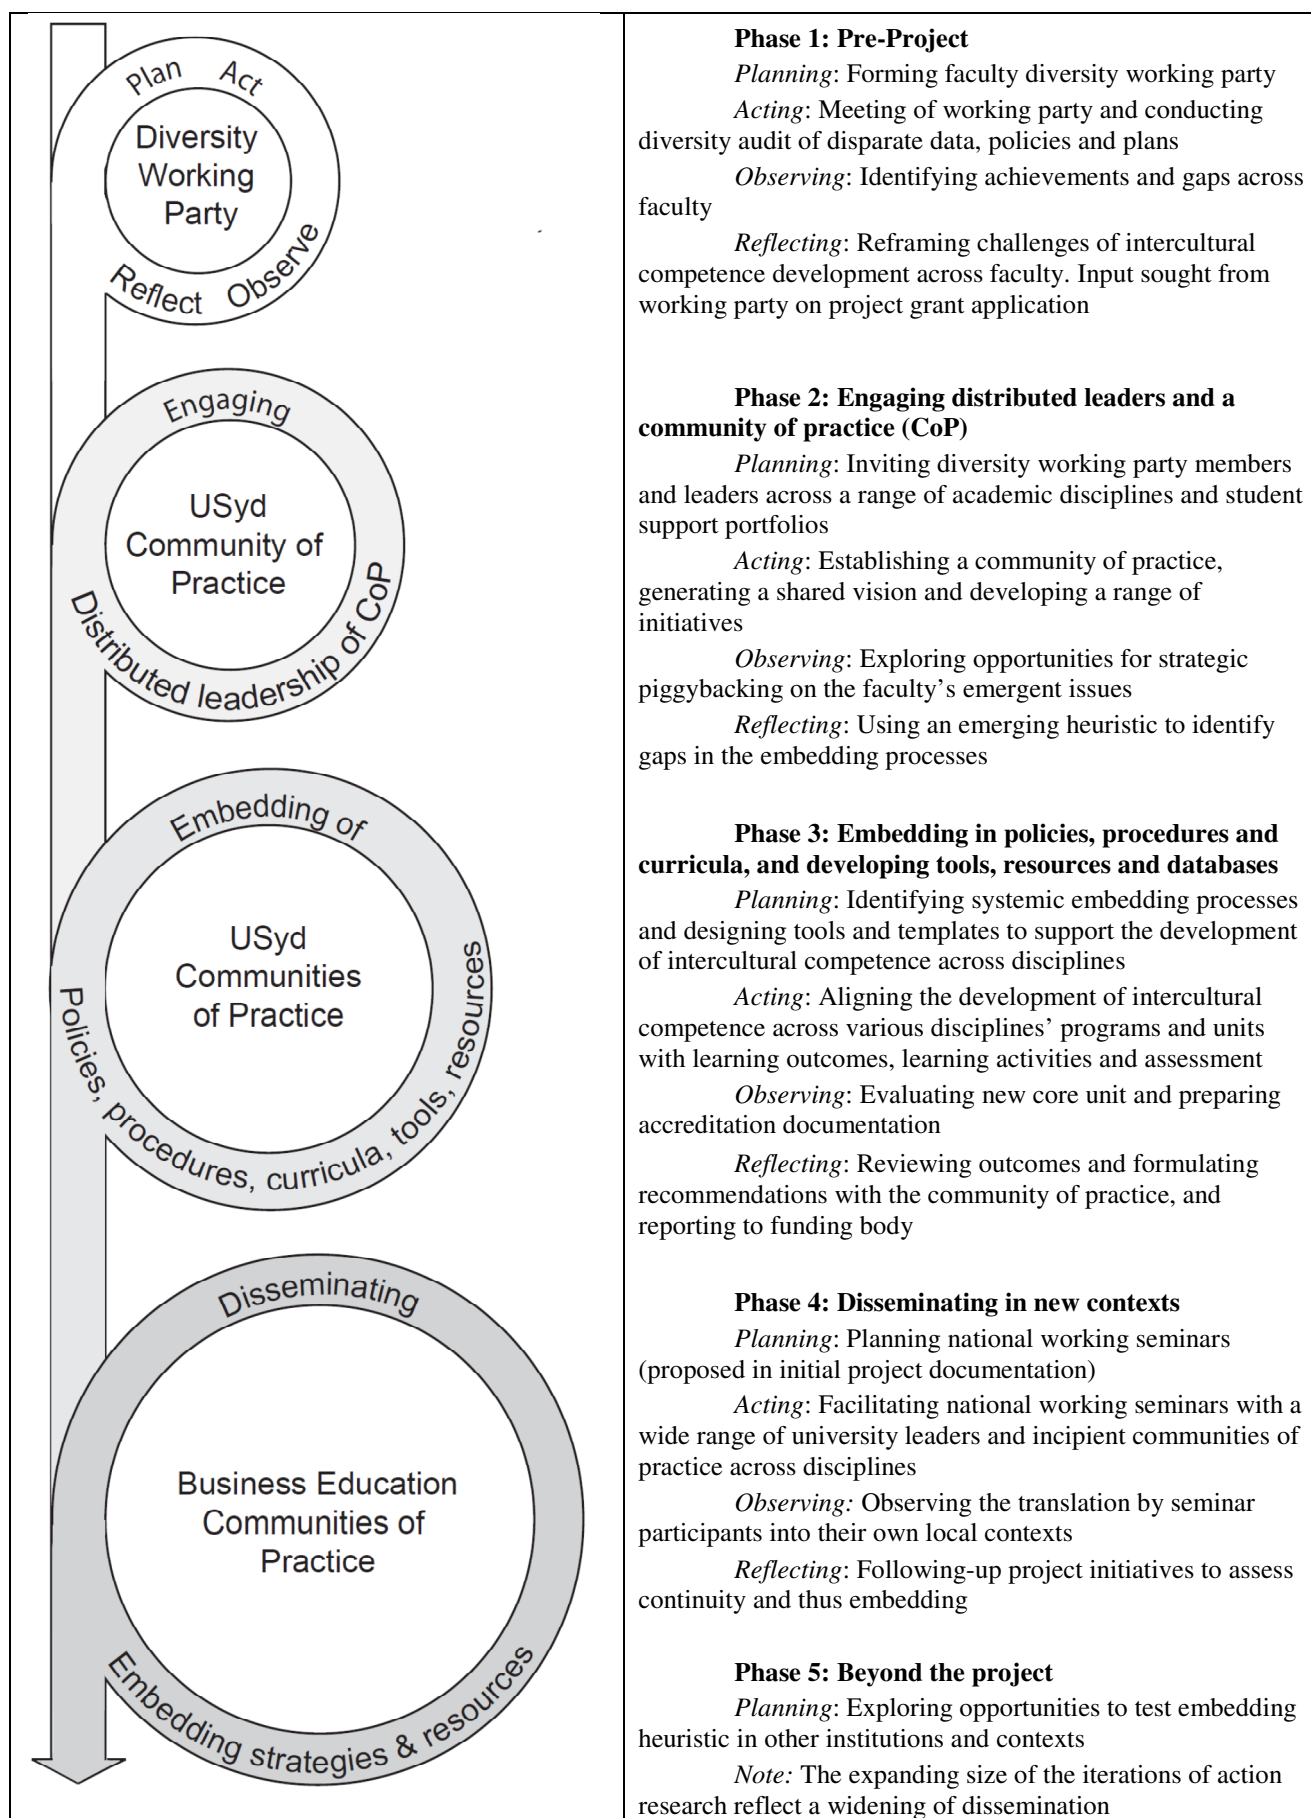 Plan Act
Diversity
Working
Party
Reflect Observe
Engaging
USyd
Community of
Practice
Distributed leadership of CoP
Embedding of
USyd
Communities
of Practice
Policies, procedures, curricula, tools, resources
Disseminating
Business Education
Communities of
Practice
Embedding strategies & resources
Phase 1: Pre-Project
Planning: Forming faculty diversity working party
Acting: Meeting of working party and conducting
diversity audit of disparate data, policies and plans
Observing: Identifying achievements and gaps across
faculty
Reflecting: Reframing challenges of intercultural
competence development across faculty. Input sought from
working party on project grant application
Phase 2: Engaging distributed leaders and a
community of practice (CoP)
Planning: Inviting diversity working party members
and leaders across a range of academic disciplines and student
support portfolios
Acting: Establishing a community of practice,
generating a shared vision and developing a range of
initiatives
Observing: Exploring opportunities for strategic
piggybacking on the faculty’s emergent issues
Reflecting: Using an emerging heuristic to identify
gaps in the embedding processes
Phase 3: Embedding in policies, procedures and
curricula, and developing tools, resources and databases
Planning: Identifying systemic embedding processes
and designing tools and templates to support the development
of intercultural competence across disciplines
Acting: Aligning the development of intercultural
competence across various disciplines’ programs and units
with learning outcomes, learning activities and assessment
Observing: Evaluating new core unit and preparing
accreditation documentation
Reflecting: Reviewing outcomes and formulating
recommendations with the community of practice, and
reporting to funding body
Phase 4: Disseminating in new contexts
Planning: Planning national working seminars
(proposed in initial project documentation)
Acting: Facilitating national working seminars with a
wide range of university leaders and incipient communities of
practice across disciplines
Observing: Observing the translation by seminar
participants into their own local contexts
Reflecting: Following-up project initiatives to assess
continuity and thus embedding
Phase 5: Beyond the project
Planning: Exploring opportunities to test embedding
heuristic in other institutions and contexts
Note: The expanding size of the iterations of action
research reflect a widening of dissemination